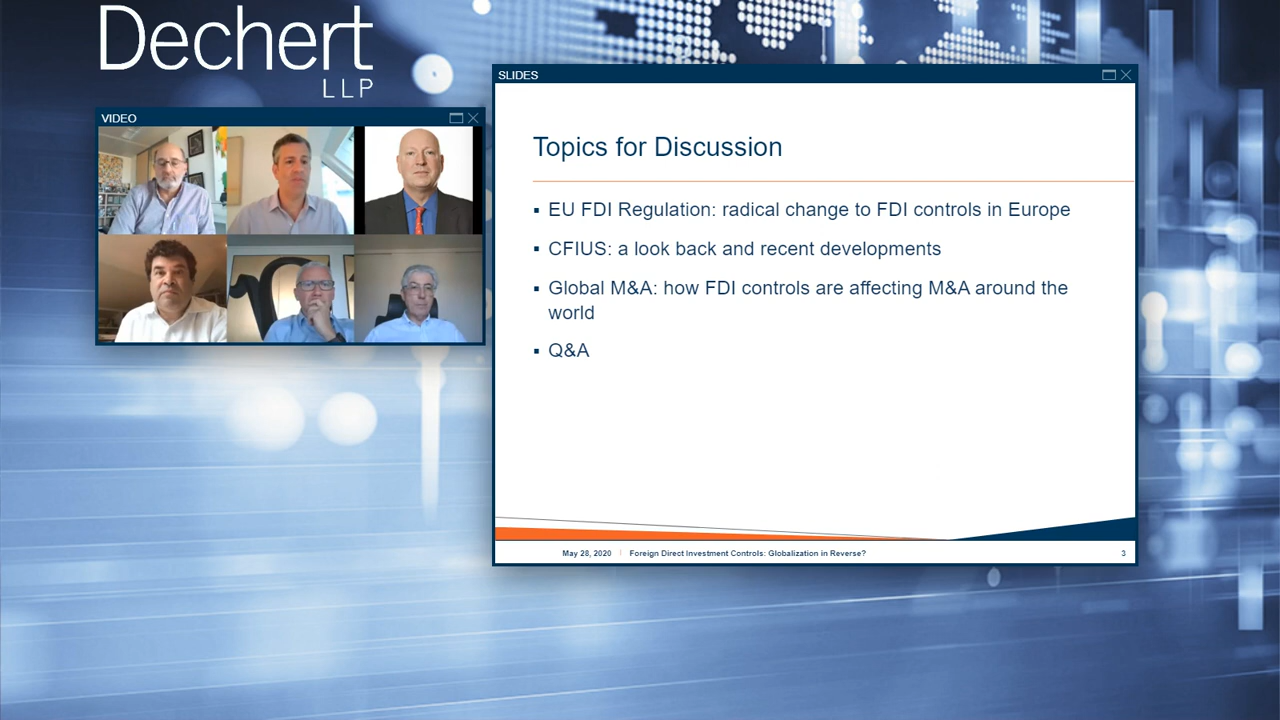 Dechert
LLP
VIDEO
SLIDES
Topics for Discussion
▪ EU FDI Regulation: radical change to FDI controls in Europe
▪ CFIUS: a look back and recent developments
▪ Global M&A: how FDI controls are affecting M&A around the
world
▪ Q&A
May 28, 2020 | Foreign Direct Investment Controls: Globalization in Reverse? 3